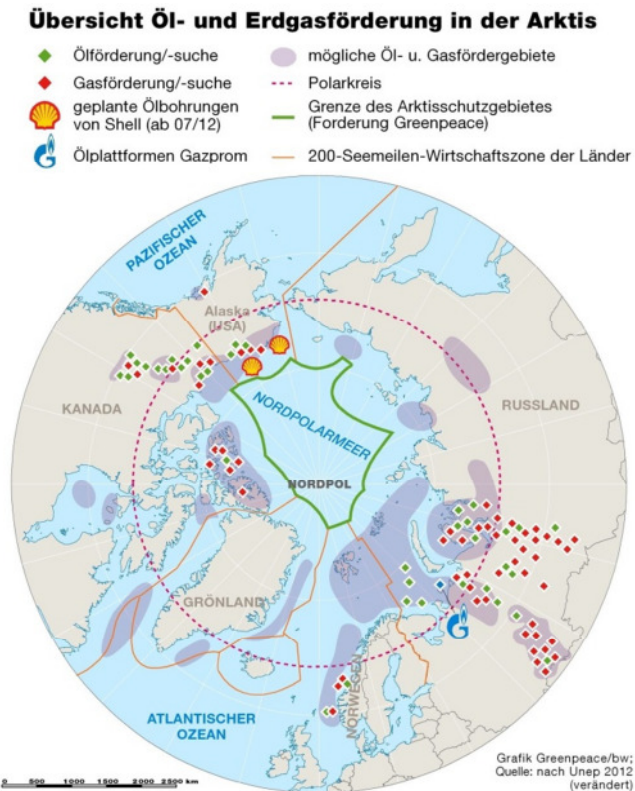 Übersicht Öl- und Erdgasförderung in der Arktis
Ölförderung/-suche
Gasförderung/-suche
geplante Ölbohrungen
von Shell (ab 07/12)
Ölplattformen Gazprom
mögliche Öl- u. Gasfördergebiete
Polarkreis
Grenze des Arktisschutzgebietes
(Forderung Greenpeace)
200-Seemeilen-Wirtschaftszone der Länder
PAZIFISCHER
OZEAN
Alaska
(USA)
KANADA
NORDPOLARMEER
RUSSLAND
NORDPOL
GRÖNLAND
NORWEGEN
ATLANTISCHER
OZEAN
0 500 1000 1500 2000 2500 km
Grafik Greenpeace/bw;
Quelle: nach Unep 2012
(verändert)